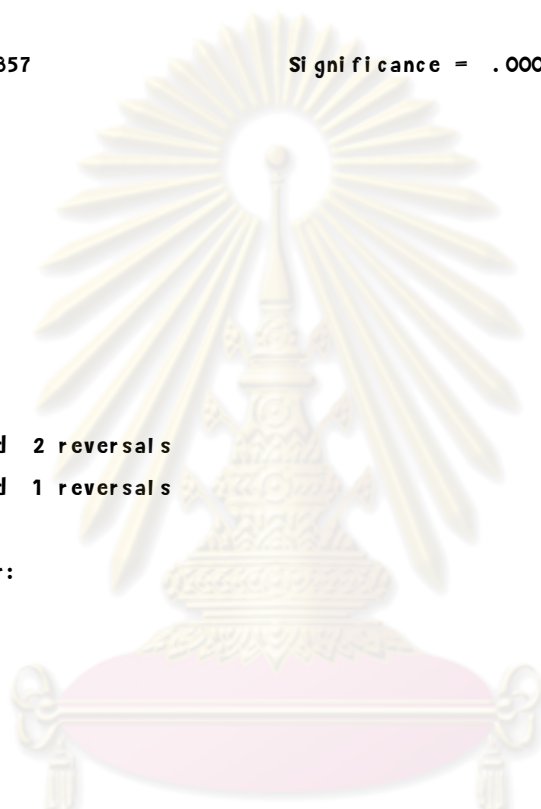 357 Significance = .000
d 2 reversals
d 1 reversals
: